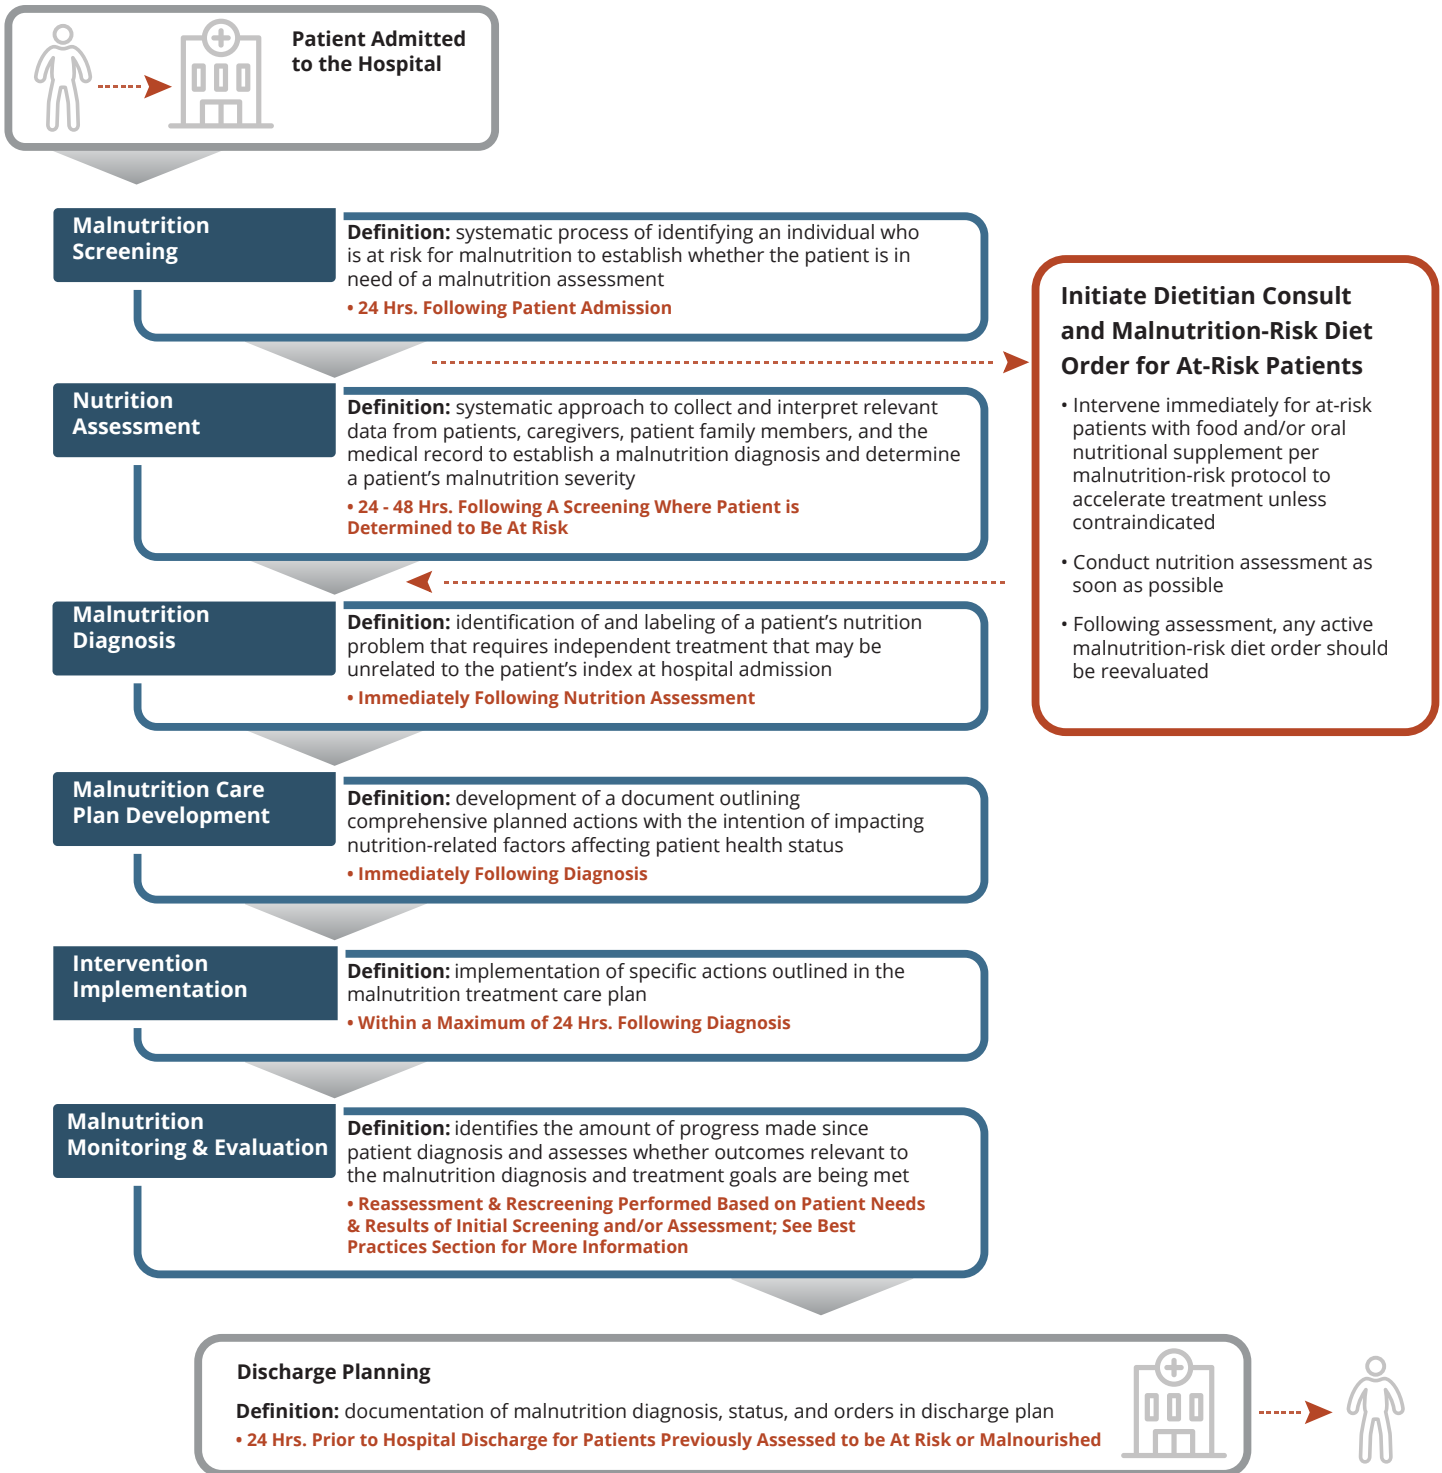 Patient Admitted
to the Hospital
Malnutrition
Screening
Definition: systematic process of identifying an individual who
is at risk for malnutrition to establish whether the patient is in
need of a malnutrition assessment
• 24 Hrs. Following Patient Admission
Initiate Dietitian Consult
and Malnutrition-Risk Diet
Order for At-Risk Patients
• Intervene immediately for at-risk
patients with food and/or oral
nutritional supplement per
malnutrition-risk protocol to
accelerate treatment unless
contraindicated
• Conduct nutrition assessment as
soon as possible
• Following assessment, any active
malnutrition-risk diet order should
be reevaluated
Nutrition
Assessment
Definition: systematic approach to collect and interpret relevant
data from patients, caregivers, patient family members, and the
medical record to establish a malnutrition diagnosis and determine
a patient’s malnutrition severity
• 24 - 48 Hrs. Following A Screening Where Patient is
Determined to Be At Risk
Malnutrition
Diagnosis
Definition: identification of and labeling of a patient’s nutrition
problem that requires independent treatment that may be
unrelated to the patient’s index at hospital admission
• Immediately Following Nutrition Assessment
Malnutrition Care
Plan Development
Definition: development of a document outlining
comprehensive planned actions with the intention of impacting
nutrition-related factors affecting patient health status
• Immediately Following Diagnosis
Intervention
Implementation
Definition: implementation of specific actions outlined in the
malnutrition treatment care plan
• Within a Maximum of 24 Hrs. Following Diagnosis
Malnutrition
Monitoring & Evaluation
Definition: identifies the amount of progress made since
patient diagnosis and assesses whether outcomes relevant to
the malnutrition diagnosis and treatment goals are being met
• Reassessment & Rescreening Performed Based on Patient Needs
& Results of Initial Screening and/or Assessment; See Best
Practices Section for More Information
Discharge Planning
Definition: documentation of malnutrition diagnosis, status, and orders in discharge plan
• 24 Hrs. Prior to Hospital Discharge for Patients Previously Assessed to be At Risk or Malnourished